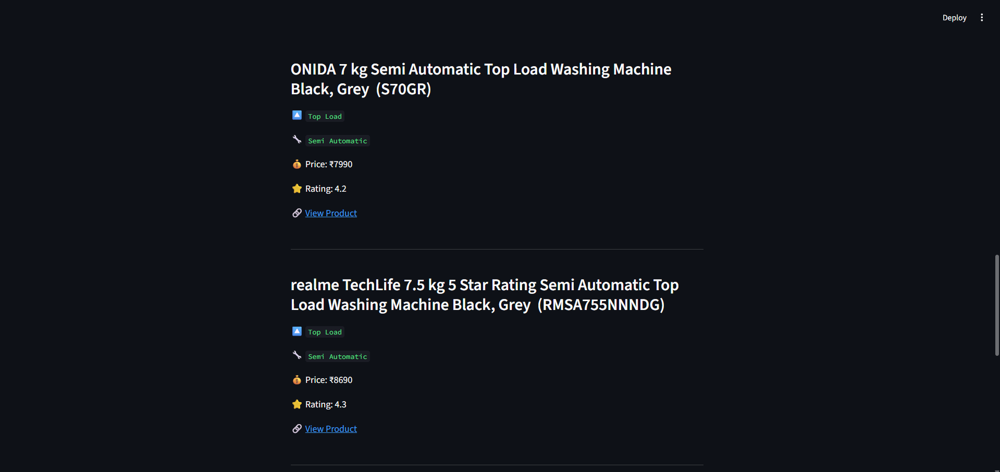 Deploy
ONIDA 7 kg Semi Automatic Top Load Washing Machine
Black, Grey (S70GR)
Top Load
Semi Automatic
Price: ₹7990
Rating: 4.2
View Product
realme TechLife 7.5 kg 5 Star Rating Semi Automatic Top
Load Washing Machine Black, Grey (RMSA755NNNDG)
Top Load
Semi Automatic
Price: ₹8690
Rating: 4.3
View Product